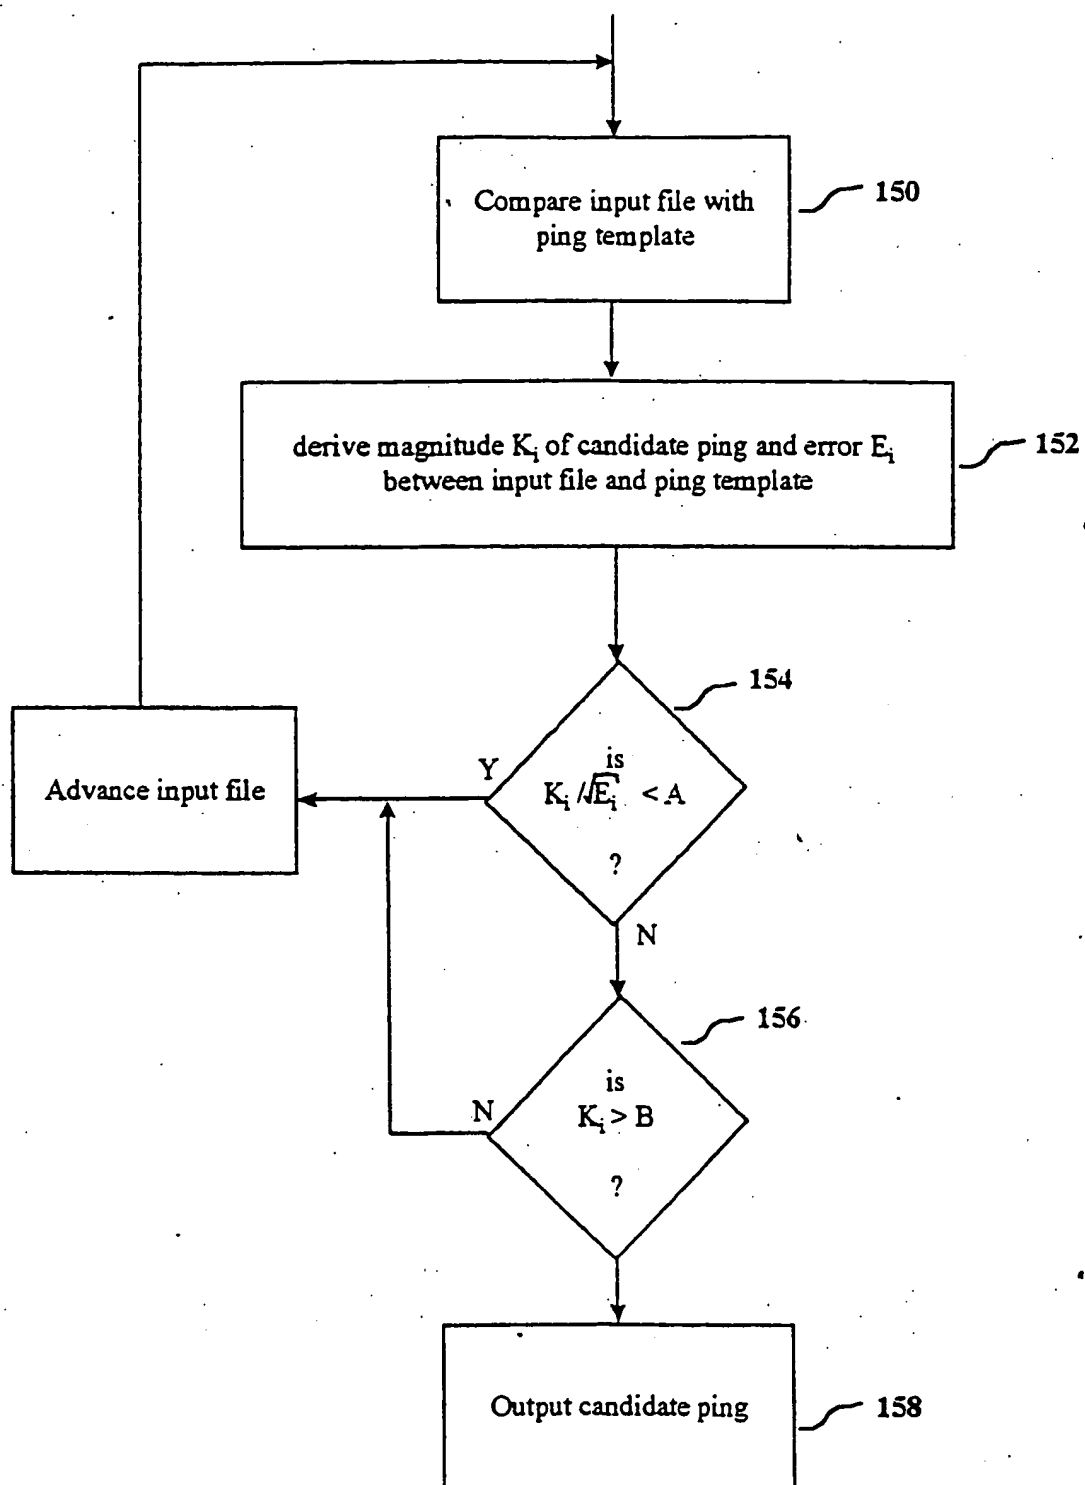 Compare input file with
ping template
150
derive magnitude Ki of candidate ping and error Ei
between input file and ping template
152
154
Advance input file
Y
is
Ki /√Ei < A
?
N
156
N
is
Ki > B
?
Output candidate ping
158